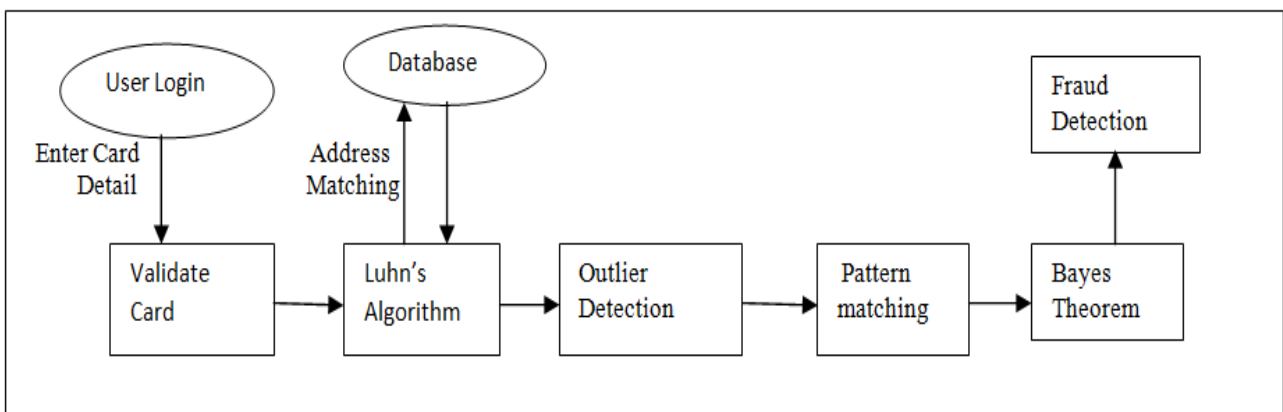 User Login
Database
Fraud
Detection
Enter Card
Detail
Address
Matching
Validate
Card
Luhn's
Algorithm
Outlier
Detection
Pattern
matching
Bayes
Theorem